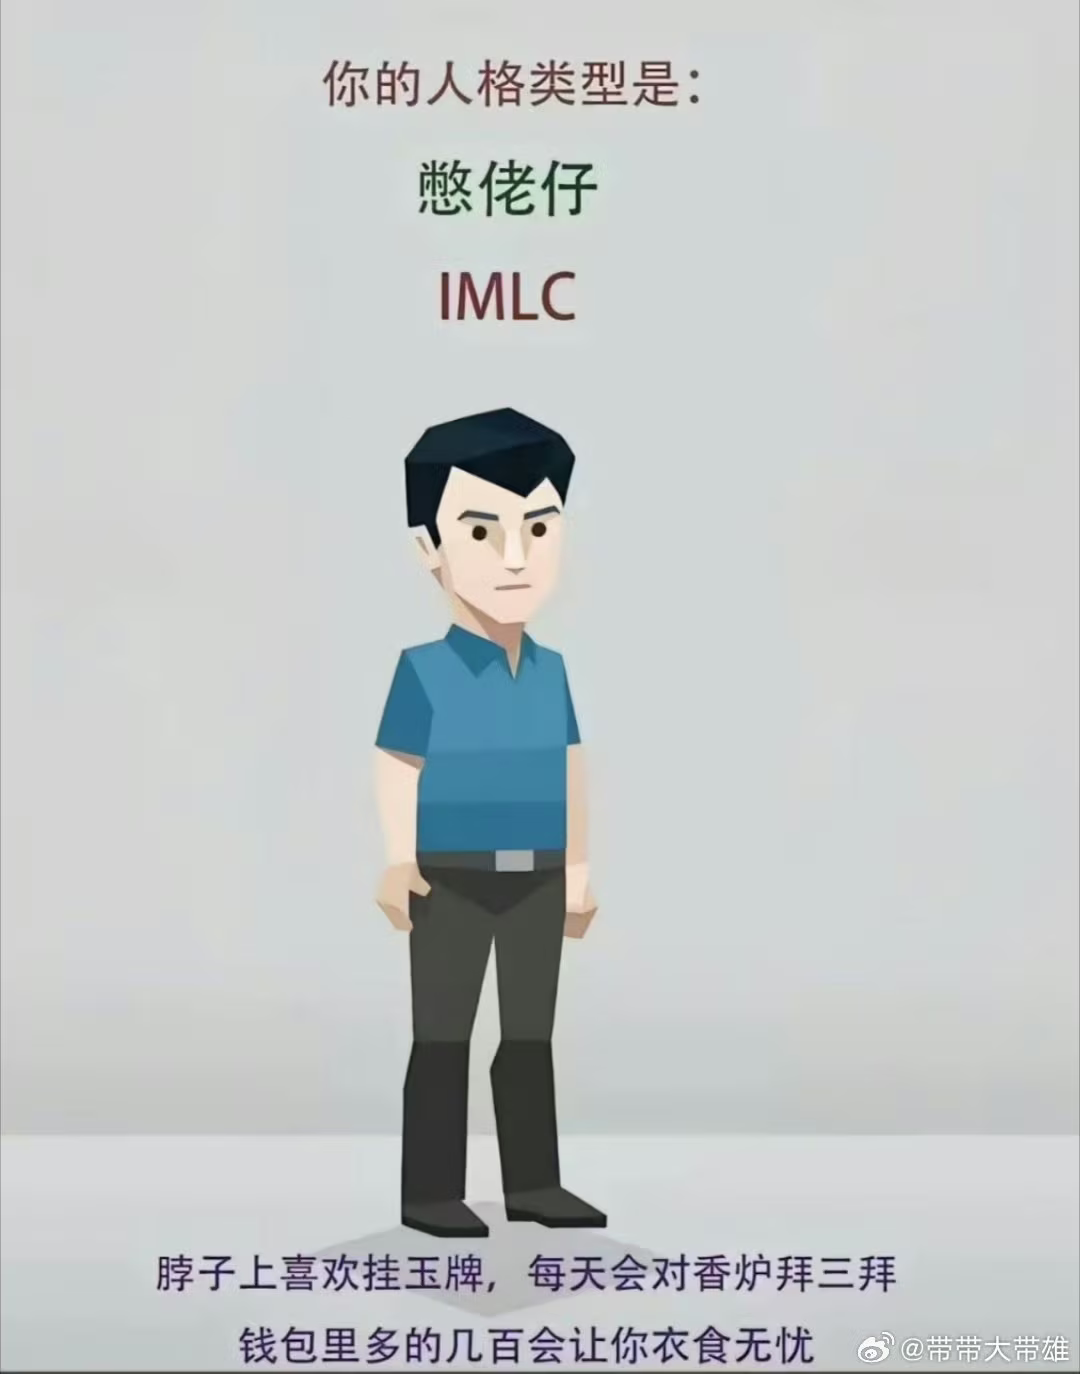 你的人格类型是：
憋佬仔
IMLC
脖子上喜欢挂玉牌，每天会对香炉拜三拜
钱包里多的几百会让你衣食无忧
@带带大带雄